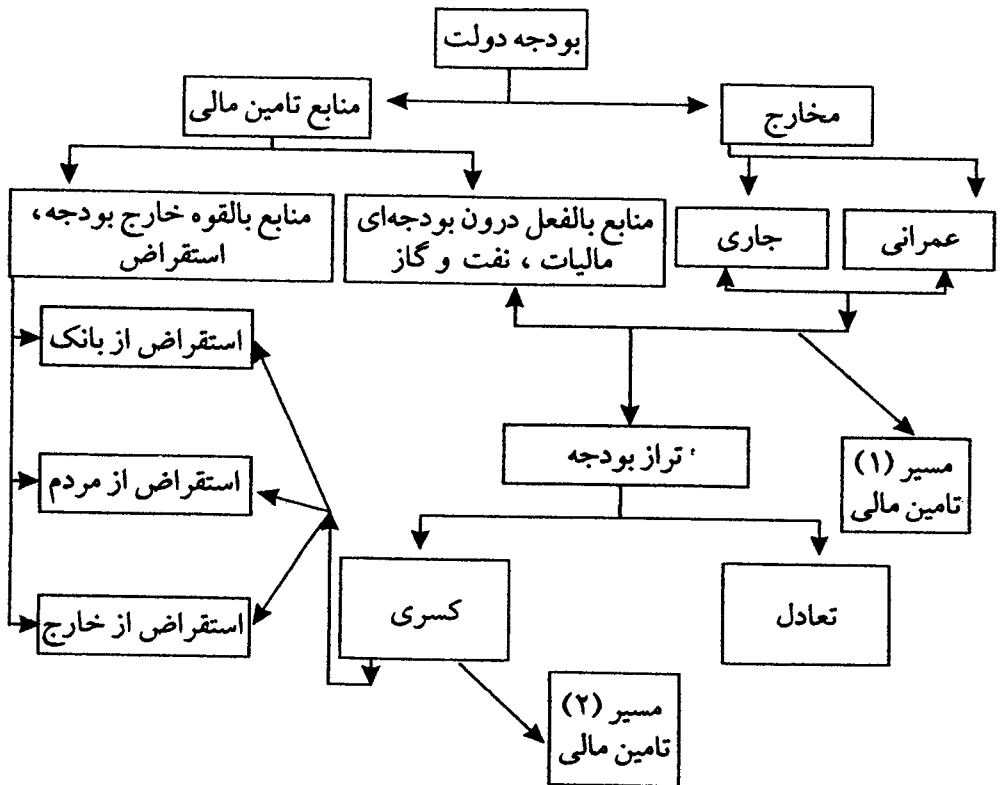 بودجه دولت
مخارج
منابع تامین مالی
عمرانی
جاری
منابع بالفعل درون بودجه‌ای
مالیات ، نفت و گاز
منابع بالقوه خارج بودجه،
استقراض
استقراض از بانک
استقراض از مردم
استقراض از خارج
تراز بودجه
مسیر (۱)
تامین مالی
تعادل
کسری
مسیر (۲)
تامین مالی